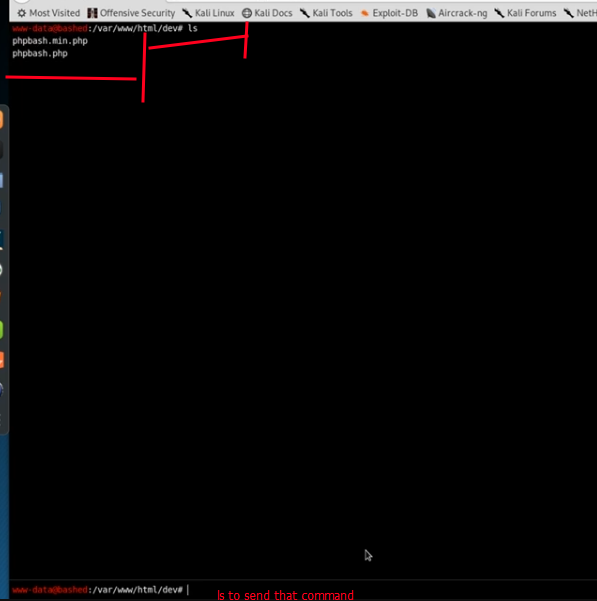 Most Visited Offensive Security Kali Linux Kali Docs Kali Tools Exploit-DB Aircrack-ng Kali Forums NetH
www-data@bashed:/var/www/html/dev# ls
phpbash.min.php
phpbash.php
www-data@bashed:/var/www/html/dev#
ls to send that command